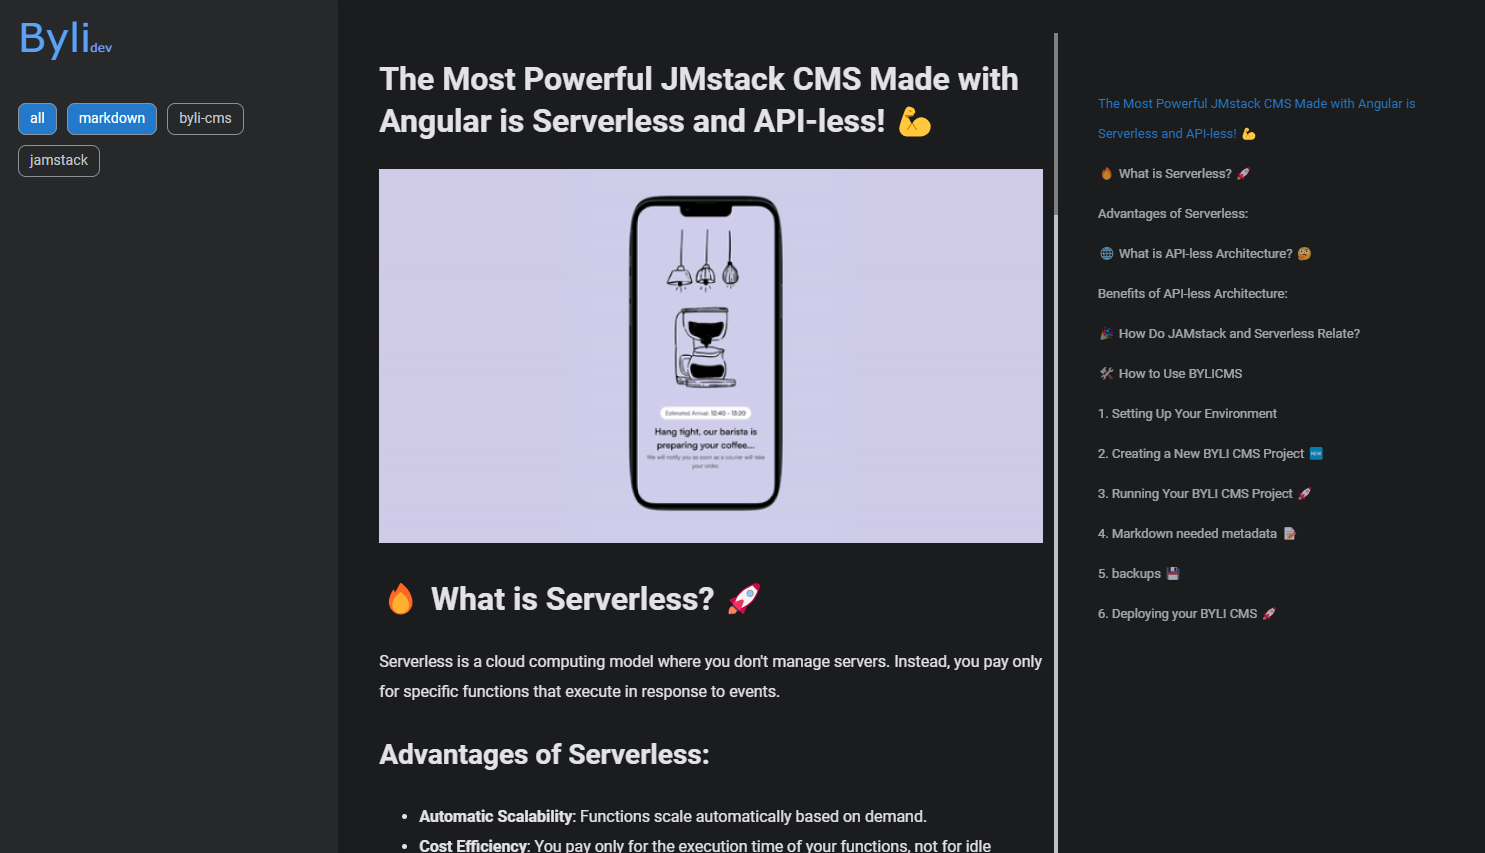 Byli dev
all markdown byli-cms
jamstack
The Most Powerful JMstack CMS Made with
Angular is Serverless and API-less! 💪
Estimated Arrival: 12:40 - 13:20
Hang tight, our barista is
preparing your coffee...
We will notify you as soon as a courier will take
your order.
🔥 What is Serverless? 🚀
Serverless is a cloud computing model where you don't manage servers. Instead, you pay only
for specific functions that execute in response to events.
Advantages of Serverless:
• Automatic Scalability: Functions scale automatically based on demand.
• Cost Efficiency: You pay only for the execution time of your functions, not for idle
The Most Powerful JMstack CMS Made with Angular is
Serverless and API-less! 💪
🔥 What is Serverless? 🚀
Advantages of Serverless:
🌐 What is API-less Architecture? 🧐
Benefits of API-less Architecture:
🎉 How Do JAMstack and Serverless Relate?
🛠 How to Use BYLICMS
1. Setting Up Your Environment
2. Creating a New BYLI CMS Project 🆕
3. Running Your BYLI CMS Project 🚀
4. Markdown needed metadata 📝
5. backups 💾
6. Deploying your BYLI CMS 🚀